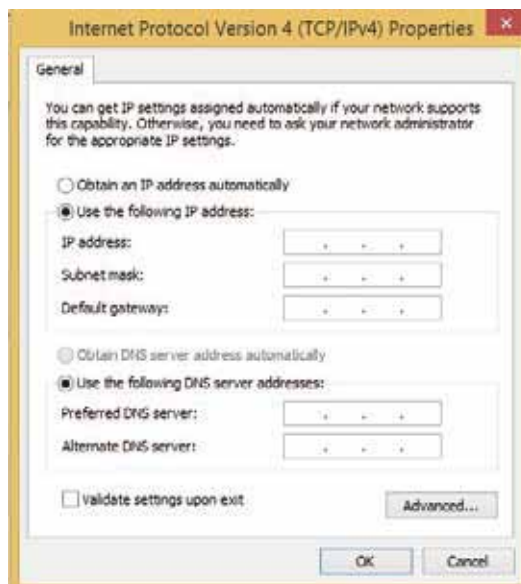 Internet Protocol Version 4 (TCP/IPv4) Properties
General
You can get IP settings assigned automatically if your network supports
this capability. Otherwise, you need to ask your network administrator
for the appropriate IP settings.
Obtain an IP address automatically
Use the following IP address:
IP address:
Subnet mask:
Default gateway:
Obtain DNS server address automatically
Use the following DNS server addresses:
Preferred DNS server:
Alternate DNS server:
Validate settings upon exit
Advanced...
OK Cancel